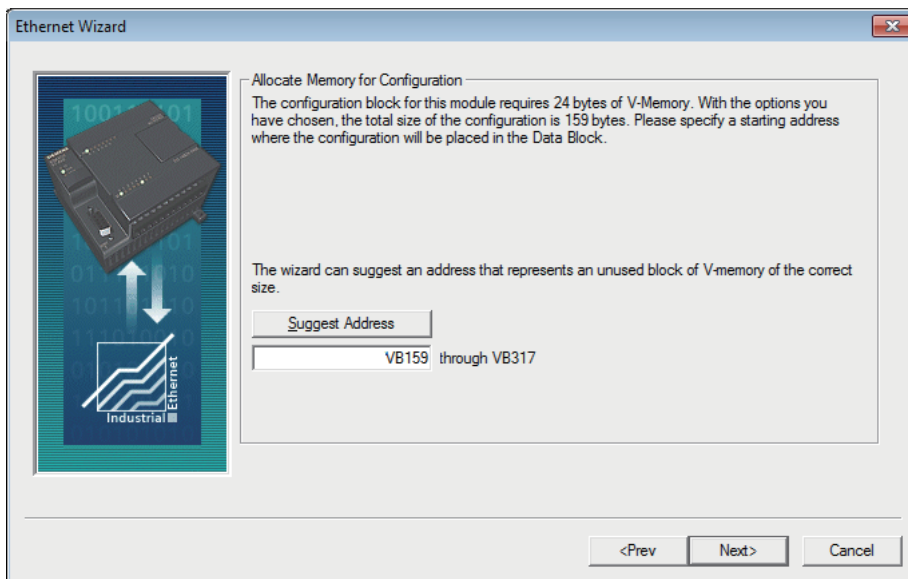 Ethernet Wizard
Allocate Memory for Configuration
The configuration block for this module requires 24 bytes of V-Memory. With the options you
have chosen, the total size of the configuration is 159 bytes. Please specify a starting address
where the configuration will be placed in the Data Block.
The wizard can suggest an address that represents an unused block of V-memory of the correct
size.
Suggest Address
VB159 through VB317
SIEMENS
Industrial Ethernet
<Prev
Next>
Cancel